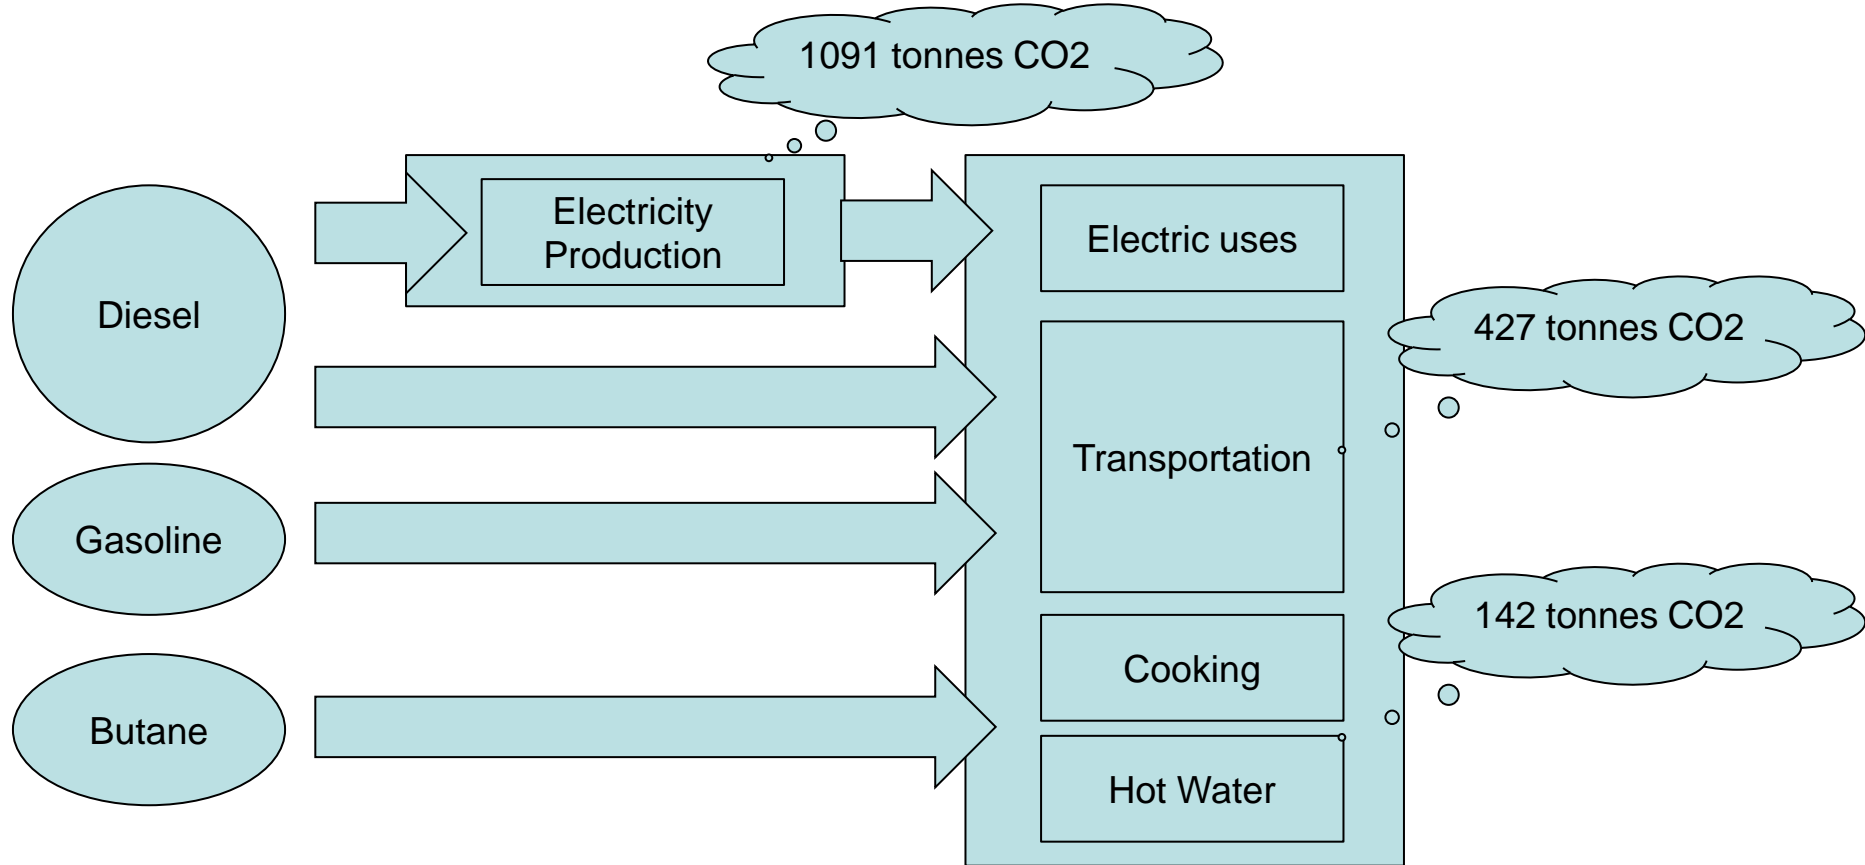 1091 tonnes CO2
Electricity
Production
Electric uses
Diesel
427 tonnes CO2
Transportation
Gasoline
142 tonnes CO2
Cooking
Butane
Hot Water